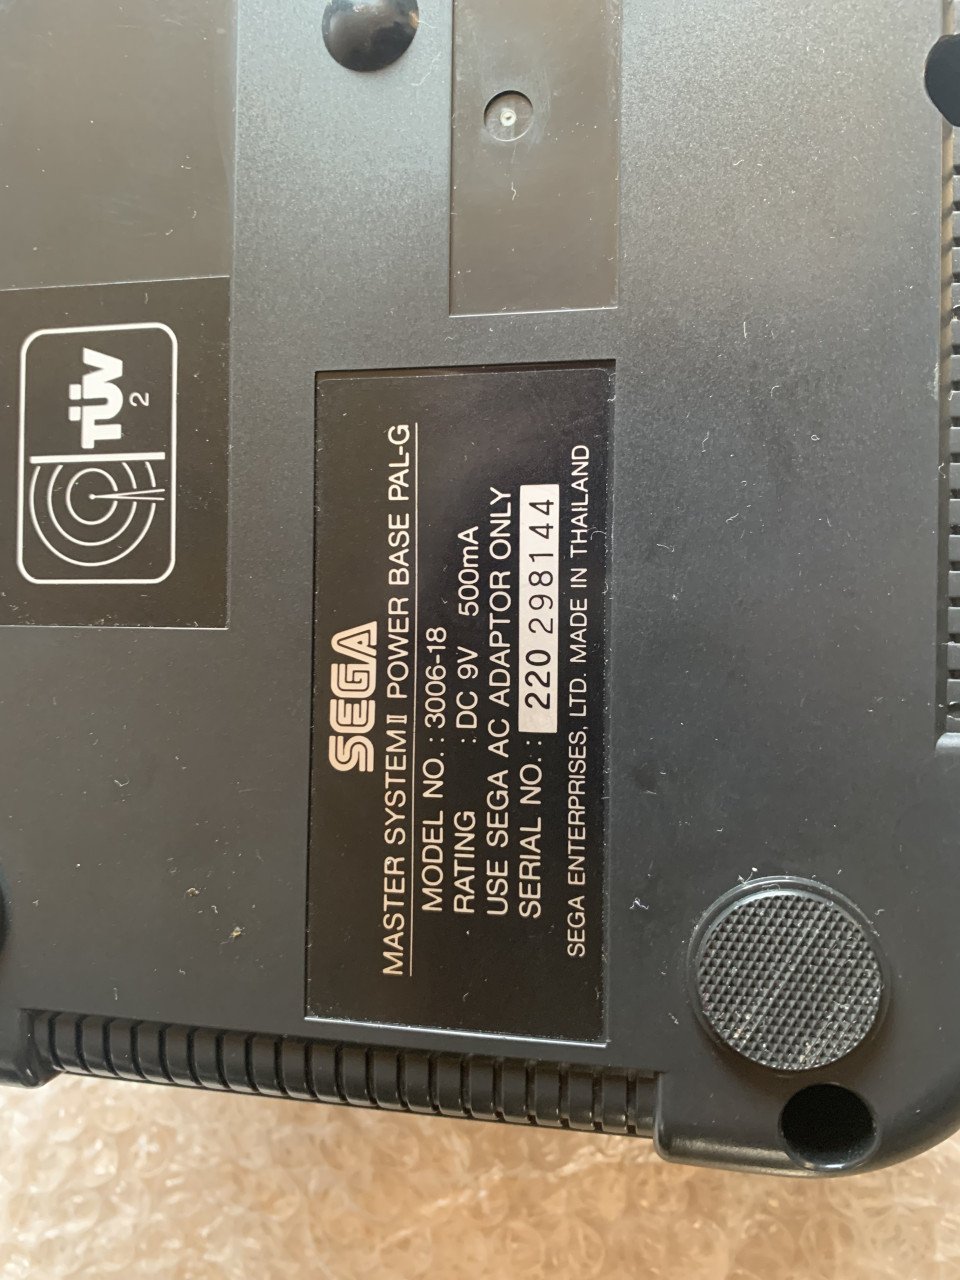 SEGA
MASTER SYSTEM II POWER BASE PAL-G
MODEL NO. : 3006-18
RATING : DC 9V 500mA
USE SEGA AC ADAPTOR ONLY
SERIAL NO. : 220 298144
SEGA ENTERPRISES, LTD. MADE IN THAILAND
TÜV
2